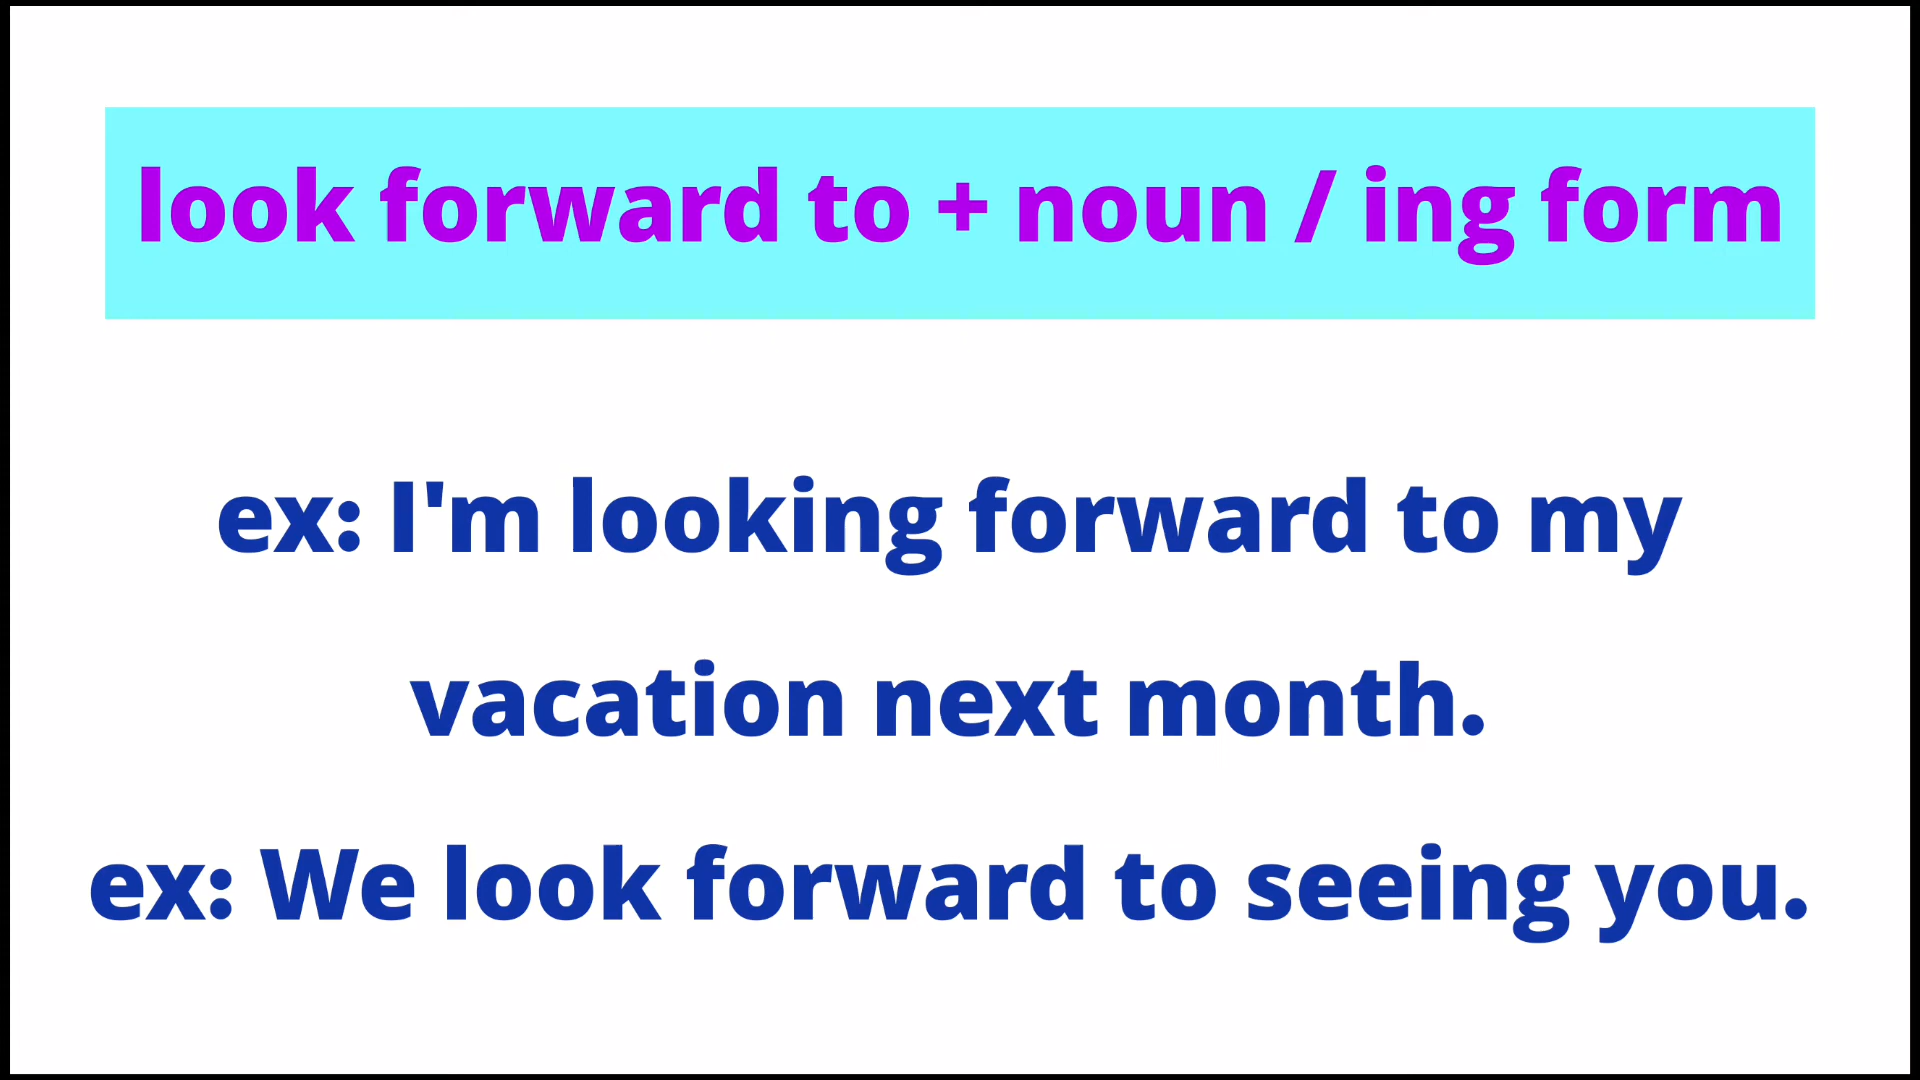 look forward to + noun / ing form
ex: I'm looking forward to my
vacation next month.
ex: We look forward to seeing you.